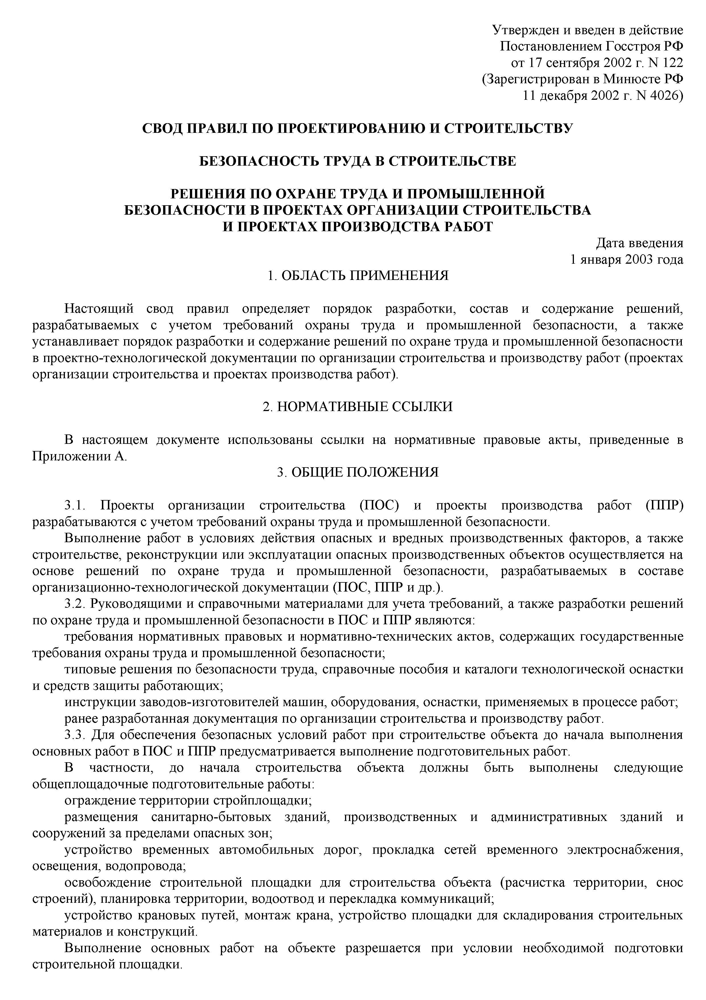 Утвержден и введен в действие
Постановлением Госстроя РФ
от 17 сентября 2002 г. N 122
(Зарегистрирован в Минюсте РФ
11 декабря 2002 г. N 4026)
СВОД ПРАВИЛ ПО ПРОЕКТИРОВАНИЮ И СТРОИТЕЛЬСТВУ
БЕЗОПАСНОСТЬ ТРУДА В СТРОИТЕЛЬСТВЕ
РЕШЕНИЯ ПО ОХРАНЕ ТРУДА И ПРОМЫШЛЕННОЙ
БЕЗОПАСНОСТИ В ПРОЕКТАХ ОРГАНИЗАЦИИ СТРОИТЕЛЬСТВА
И ПРОЕКТАХ ПРОИЗВОДСТВА РАБОТ
Дата введения
1 января 2003 года
1. ОБЛАСТЬ ПРИМЕНЕНИЯ
Настоящий свод правил определяет порядок разработки, состав и содержание решений,
разрабатываемых с учетом требований охраны труда и промышленной безопасности, а также
устанавливает порядок разработки и содержание решений по охране труда и промышленной безопасности
в проектно-технологической документации по организации строительства и производству работ (проектах
организации строительства и проектах производства работ).
2. НОРМАТИВНЫЕ ССЫЛКИ
В настоящем документе использованы ссылки на нормативные правовые акты, приведенные в
Приложении А.
3. ОБЩИЕ ПОЛОЖЕНИЯ
3.1. Проекты организации строительства (ПОС) и проекты производства работ (ППР)
разрабатываются с учетом требований охраны труда и промышленной безопасности.
Выполнение работ в условиях действия опасных и вредных производственных факторов, а также
строительстве, реконструкции или эксплуатации опасных производственных объектов осуществляется на
основе решений по охране труда и промышленной безопасности, разрабатываемых в составе
организационно-технологической документации (ПОС, ППР и др.).
3.2. Руководящими и справочными материалами для учета требований, а также разработки решений
по охране труда и промышленной безопасности в ПОС и ППР являются:
требования нормативных правовых и нормативно-технических актов, содержащих государственные
требования охраны труда и промышленной безопасности;
типовые решения по безопасности труда, справочные пособия и каталоги технологической оснастки
и средств защиты работающих;
инструкции заводов-изготовителей машин, оборудования, оснастки, применяемых в процессе работ;
ранее разработанная документация по организации строительства и производству работ.
3.3. Для обеспечения безопасных условий работ при строительстве объекта до начала выполнения
основных работ в ПОС и ППР предусматривается выполнение подготовительных работ.
В частности, до начала строительства объекта должны быть выполнены следующие
общеплощадочные подготовительные работы:
ограждение территории стройплощадки;
размещения санитарно-бытовых зданий, производственных и административных зданий и
сооружений за пределами опасных зон;
устройство временных автомобильных дорог, прокладка сетей временного электроснабжения,
освещения, водопровода;
освобождение строительной площадки для строительства объекта (расчистка территории, снос
строений), планировка территории, водоотвод и перекладка коммуникаций;
устройство крановых путей, монтаж крана, устройство площадки для складирования строительных
материалов и конструкций.
Выполнение основных работ на объекте разрешается при условии необходимой подготовки
строительной площадки.